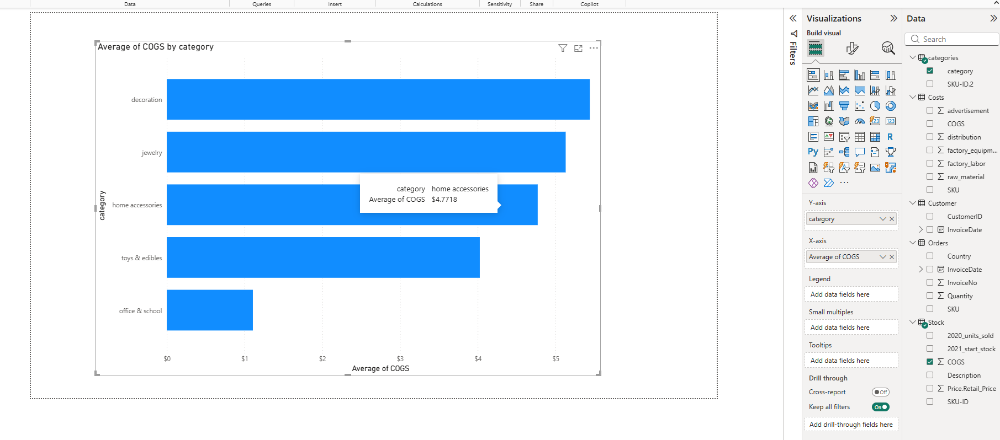 Data
Queries
Insert
Calculations
Sensitivity
Share
Copilot
Average of COGS by category
category
decoration
jewelry
home accessories
toys & edibles
office & school
category home accessories
Average of COGS $4.7718
$0 $1 $2 $3 $4 $5
Average of COGS
Filters
Visualizations
Build visual
123
123
R
Py
Y-axis
category
X-axis
Average of COGS
Legend
Add data fields here
Small multiples
Add data fields here
Tooltips
Add data fields here
Drill through
Cross-report Off
Keep all filters On
Add drill-through fields here
Data
Search
categories
category
SKU-ID.2
Costs
advertisement
COGS
distribution
factory_equipm...
factory_labor
raw_material
SKU
Customer
CustomerID
InvoiceDate
Orders
Country
InvoiceDate
InvoiceNo
Quantity
SKU
Stock
2020_units_sold
2021_start_stock
COGS
Description
Price.Retail_Price
SKU-ID